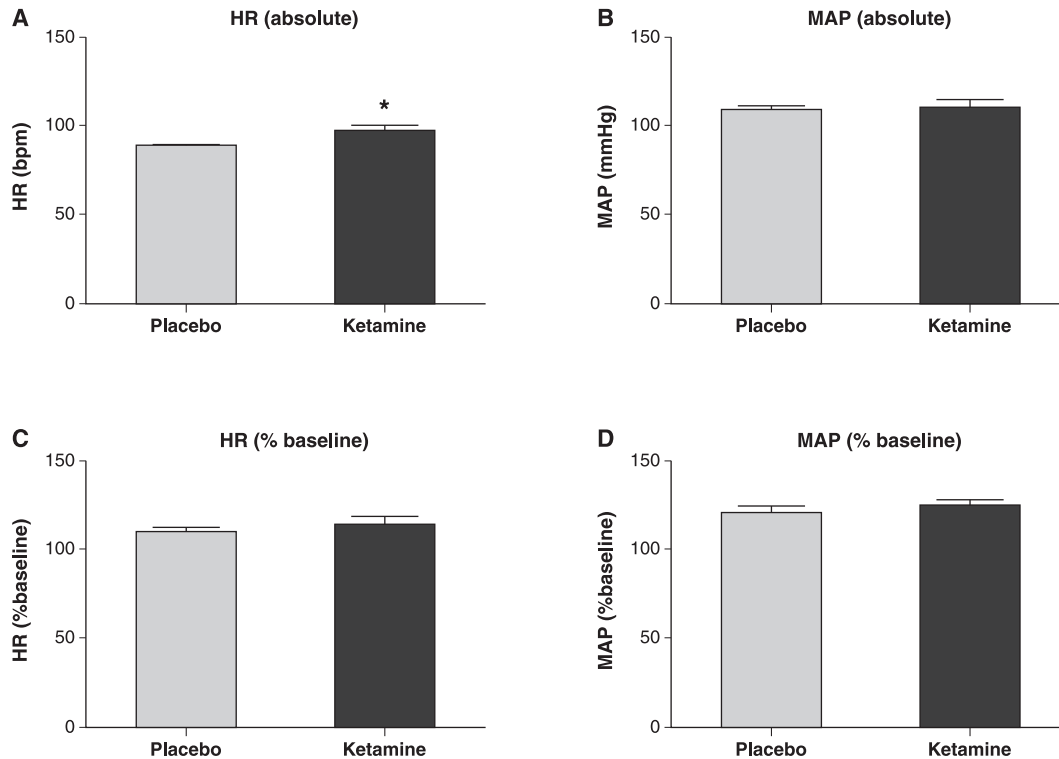 A
HR (absolute)
150
100
50
0
HR (bpm)
*
Placebo
Ketamine
B
MAP (absolute)
150
100
50
0
MAP (mmHg)
Placebo
Ketamine
C
HR (% baseline)
150
100
50
0
HR (%baseline)
Placebo
Ketamine
D
MAP (% baseline)
150
100
50
0
MAP (%baseline)
Placebo
Ketamine